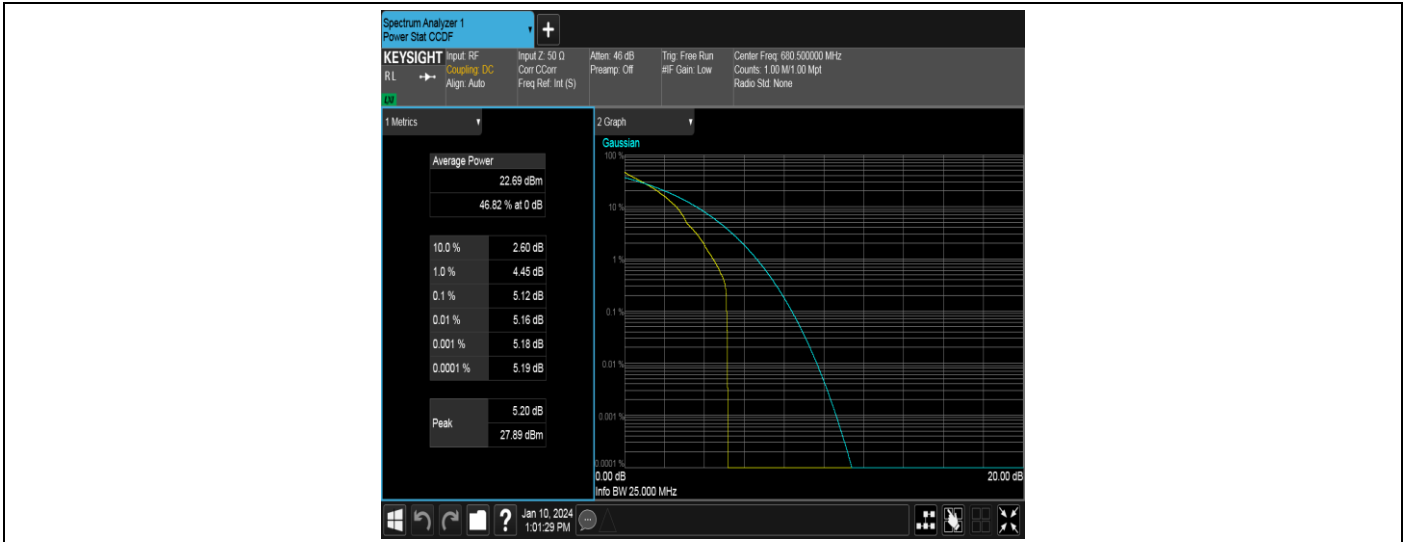 Spectrum Analyzer 1
Power Stat CCDF
KEYSIGHT
RL
LXI
Input: RF
Coupling: DC
Align: Auto
Input Z: 50 Ω
Corr CCorr
Freq Ref: Int (S)
Atten: 46 dB
Preamp: Off
Trig: Free Run
#IF Gain: Low
Center Freq: 680.500000 MHz
Counts: 1.00 M/1.00 Mpt
Radio Std: None
1 Metrics
Average Power
22.69 dBm
46.82 % at 0 dB
10.0 % 2.60 dB
1.0 % 4.45 dB
0.1 % 5.12 dB
0.01 % 5.16 dB
0.001 % 5.18 dB
0.0001 % 5.19 dB
Peak
5.20 dB
27.89 dBm
2 Graph
Gaussian
100 %
10 %
1 %
0.1 %
0.01 %
0.001 %
0.0001 %
0.00 dB 20.00 dB
Info BW 25.000 MHz
?
Jan 10, 2024
1:01:29 PM